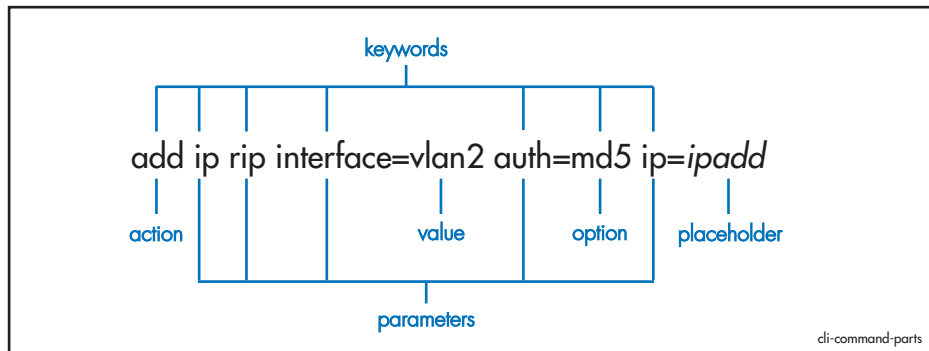 keywords
add ip rip interface=vlan2 auth=md5 ip=ipadd
action value option placeholder
parameters
cli-command-parts